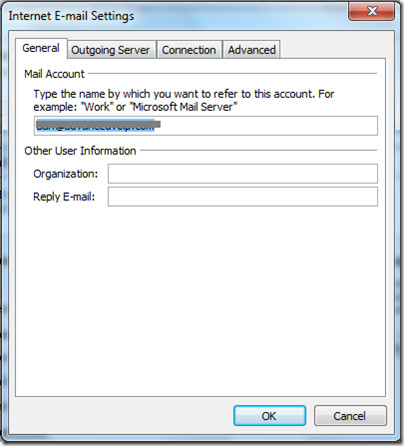 Internet E-mail Settings
General
Outgoing Server
Connection
Advanced
Mail Account
Type the name by which you want to refer to this account. For
example: "Work" or "Microsoft Mail Server"
Other User Information
Organization:
Reply E-mail:
OK
Cancel